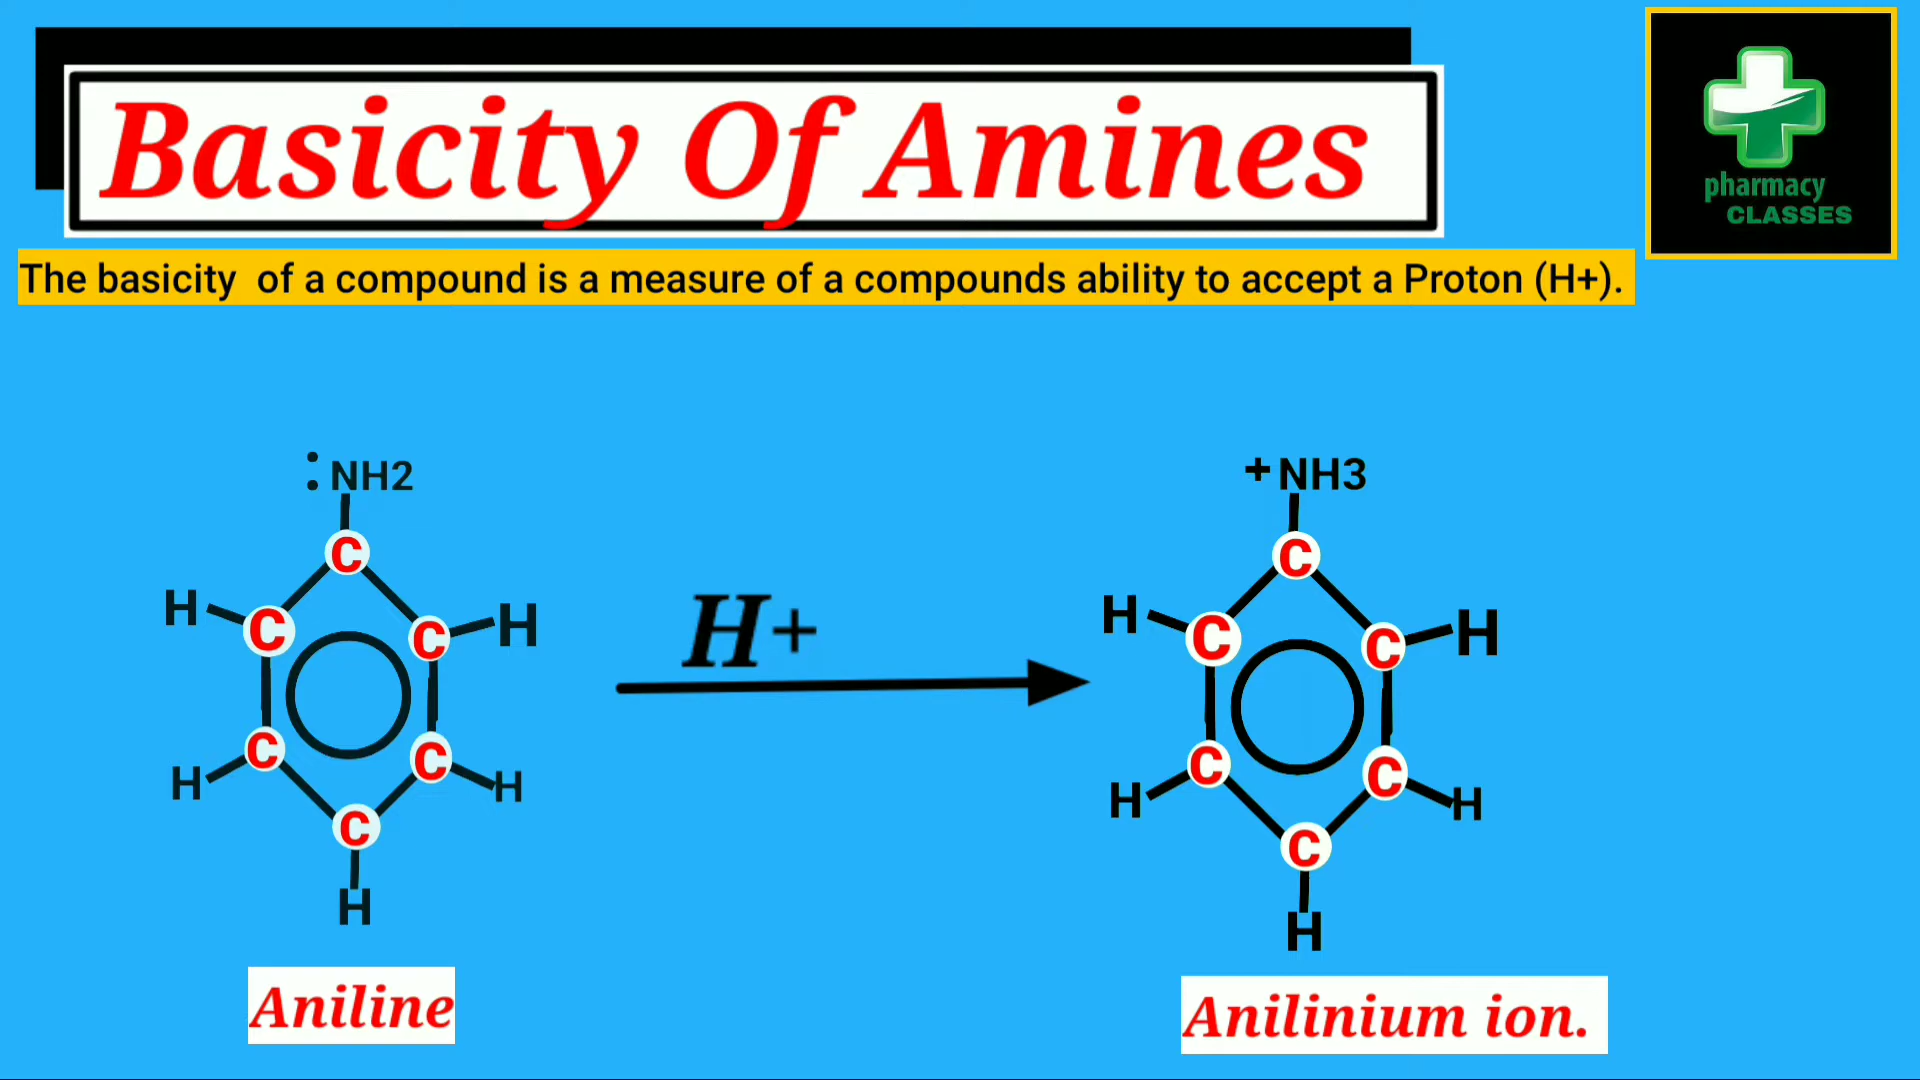 Basicity Of Amines
pharmacy
CLASSES
The basicity of a compound is a measure of a compounds ability to accept a Proton (H+).
: NH2
C
H C C H
H C C H
C
H
H+
+NH3
C
H C C H
H C C H
C
H
Aniline
Anilinium ion.